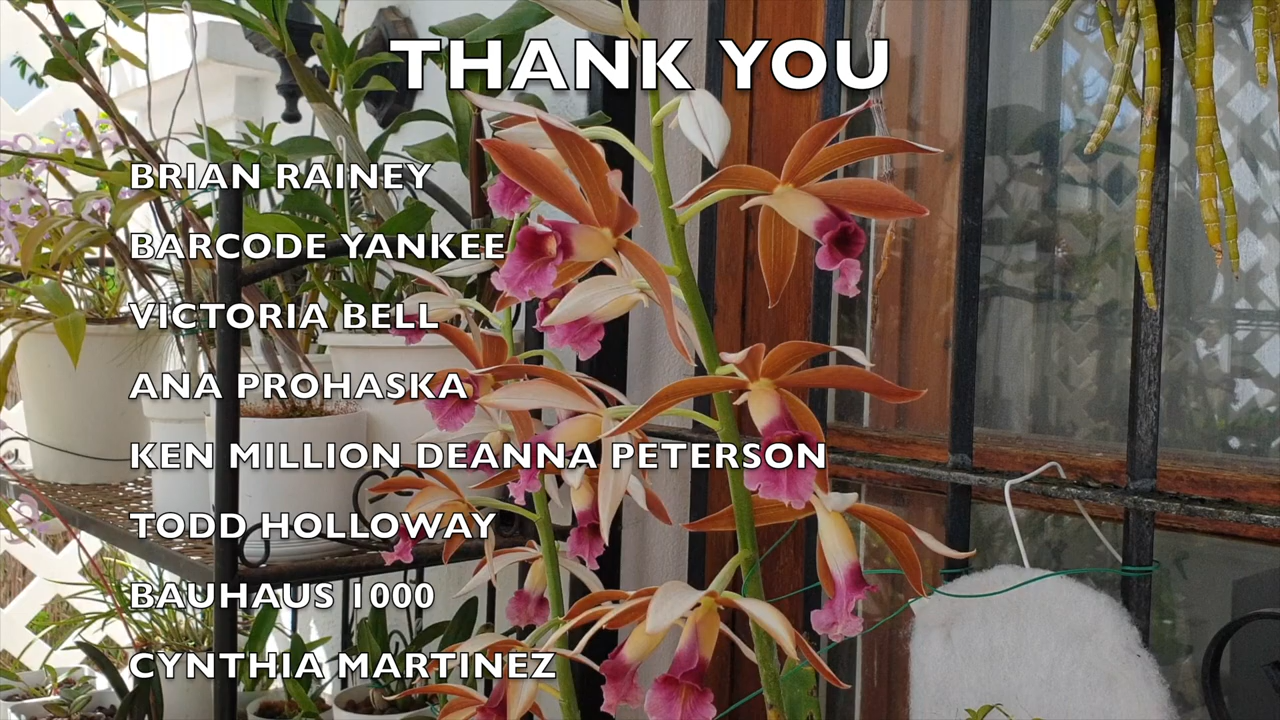 THANK YOU
BRIAN RAINEY
BARCODE YANKEE
VICTORIA BELL
ANA PROHASKA
KEN MILLION DEANNA PETERSON
TODD HOLLOWAY
BAUHAUS 1000
CYNTHIA MARTINEZ